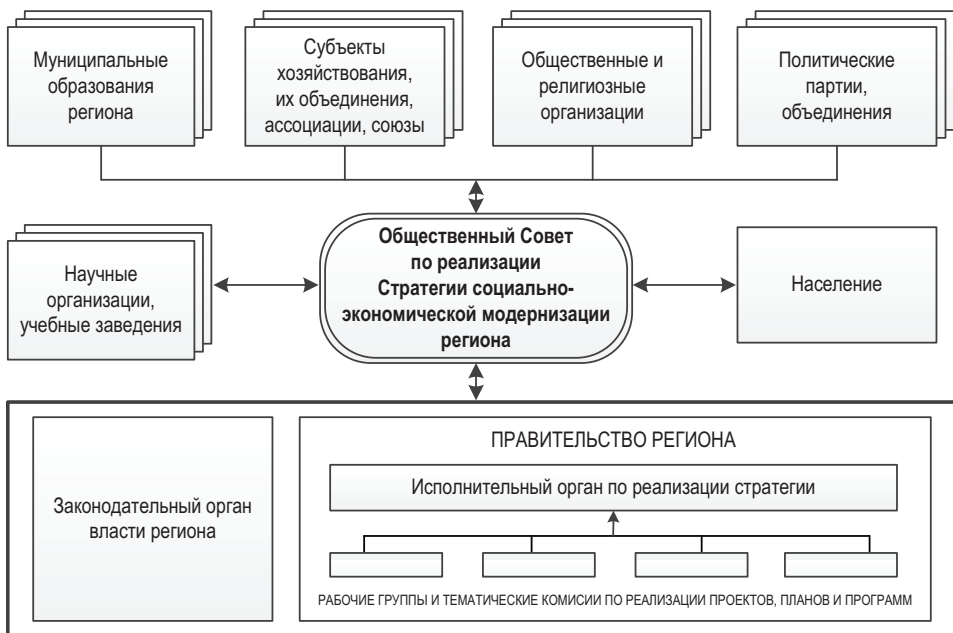 Муниципальные
образования
региона
Субъекты
хозяйствования,
их объединения,
ассоциации, союзы
Общественные и
религиозные
организации
Политические
партии,
объединения
Научные
организации,
учебные заведения
Общественный Совет
по реализации
Стратегии социально-
экономической модернизации
региона
Население
Законодательный орган
власти региона
ПРАВИТЕЛЬСТВО РЕГИОНА
Исполнительный орган по реализации стратегии
РАБОЧИЕ ГРУППЫ И ТЕМАТИЧЕСКИЕ КОМИСИИ ПО РЕАЛИЗАЦИИ ПРОЕКТОВ, ПЛАНОВ И ПРОГРАММ